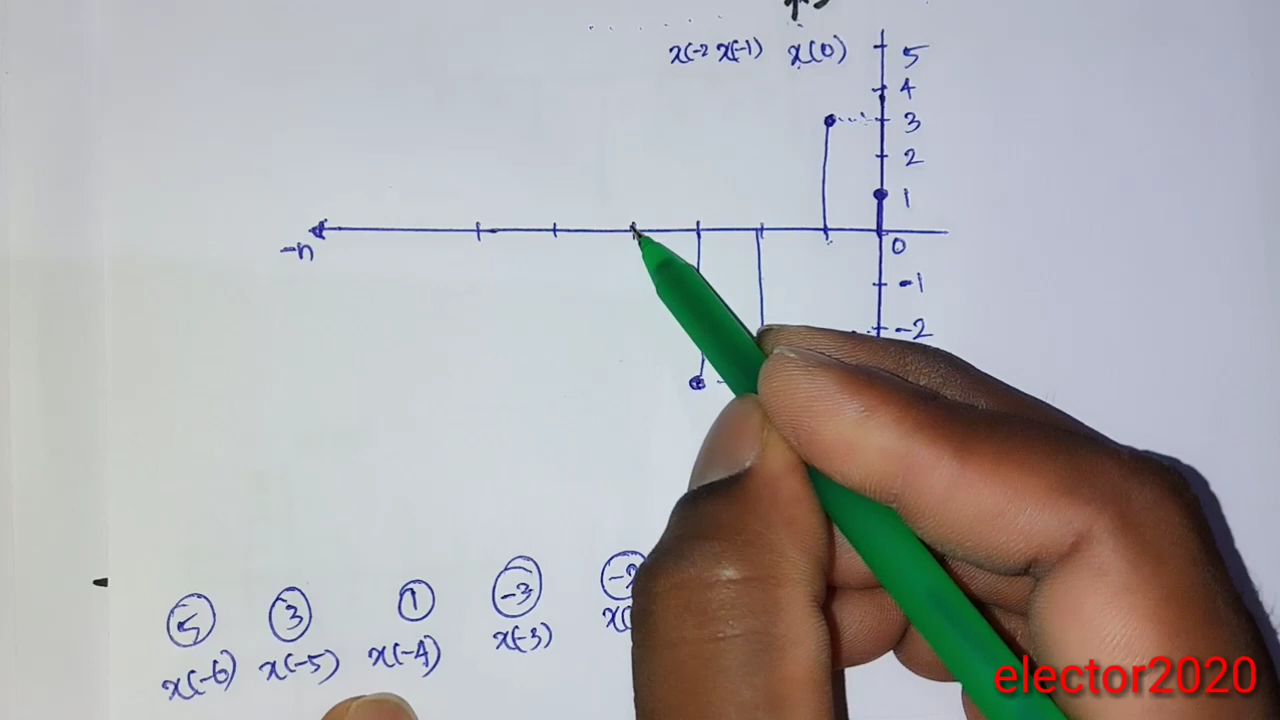 x(-2 x(-1) x(0)
5
4
3
2
1
-n
0
-1
-2
5 3 1 -3 -2
x(-6) x(-5) x(-4) x(-3) x(
elector2020